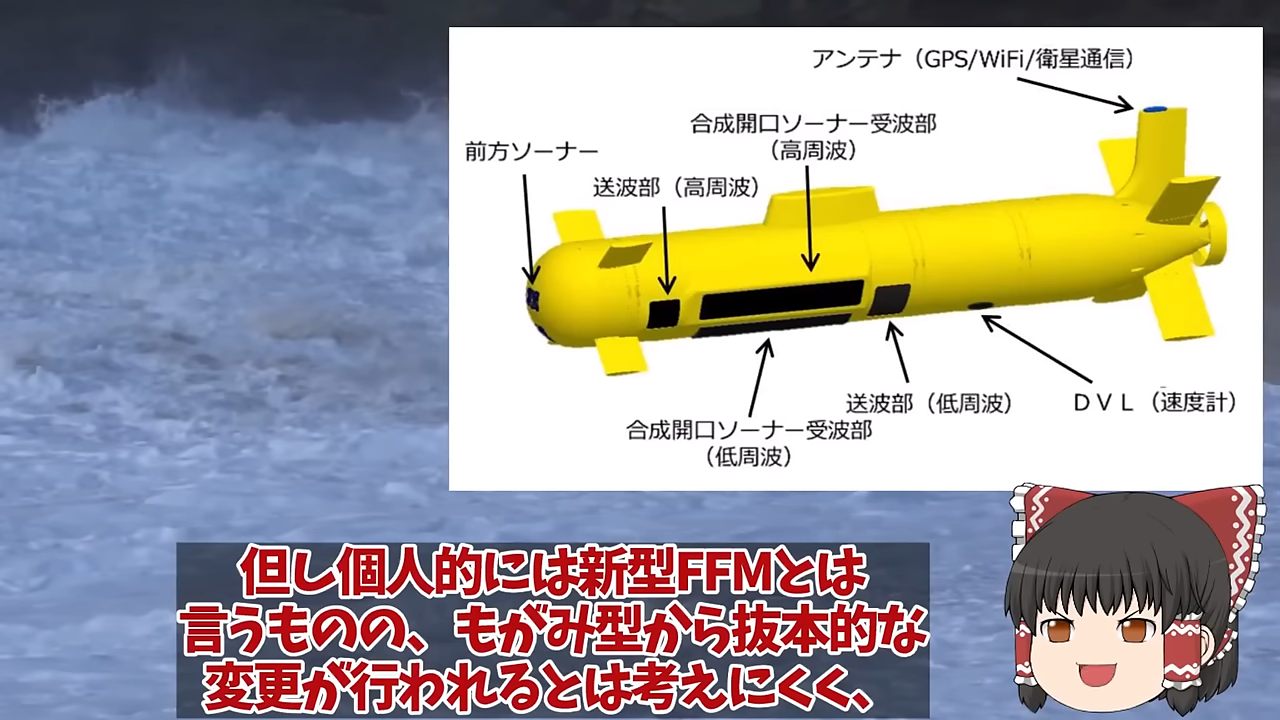 アンテナ（GPS/WiFi/衛星通信）
合成開口ソーナー受波部
（高周波）
前方ソーナー
送波部（高周波）
送波部（低周波）
ＤＶＬ（速度計）
合成開口ソーナー受波部
（低周波）
但し個人的には新型FFMとは
言うものの、もがみ型から抜本的な
変更が行われるとは考えにくく、